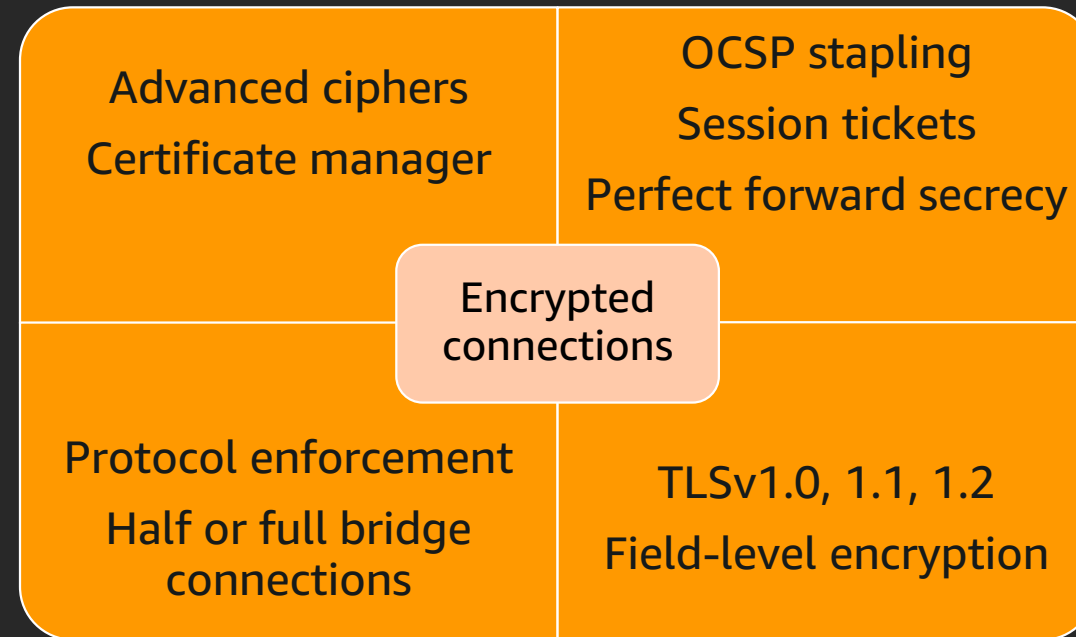 Advanced ciphers
Certificate manager
OCSP stapling
Session tickets
Perfect forward secrecy
Encrypted
connections
Protocol enforcement
Half or full bridge
connections
TLSv1.0, 1.1, 1.2
Field-level encryption